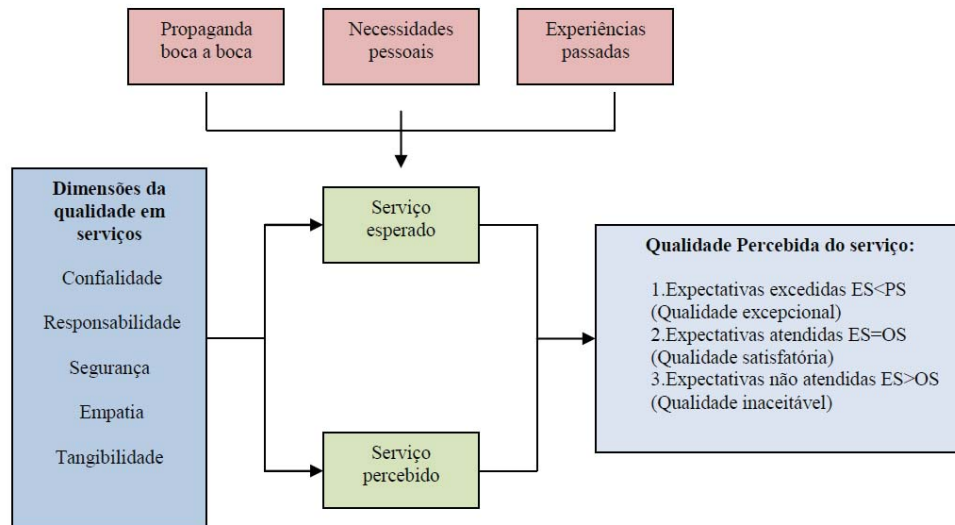 Propaganda
boca a boca
Necessidades
pessoais
Experiências
passadas
Dimensões da
qualidade em
serviços
Confialidade
Responsabilidade
Segurança
Empatia
Tangibilidade
Serviço
esperado
Serviço
percebido
Qualidade Percebida do serviço:
1.Expectativas excedidas ES<PS
(Qualidade excepcional)
2.Expectativas atendidas ES=OS
(Qualidade satisfatória)
3.Expectativas não atendidas ES>OS
(Qualidade inaceitável)